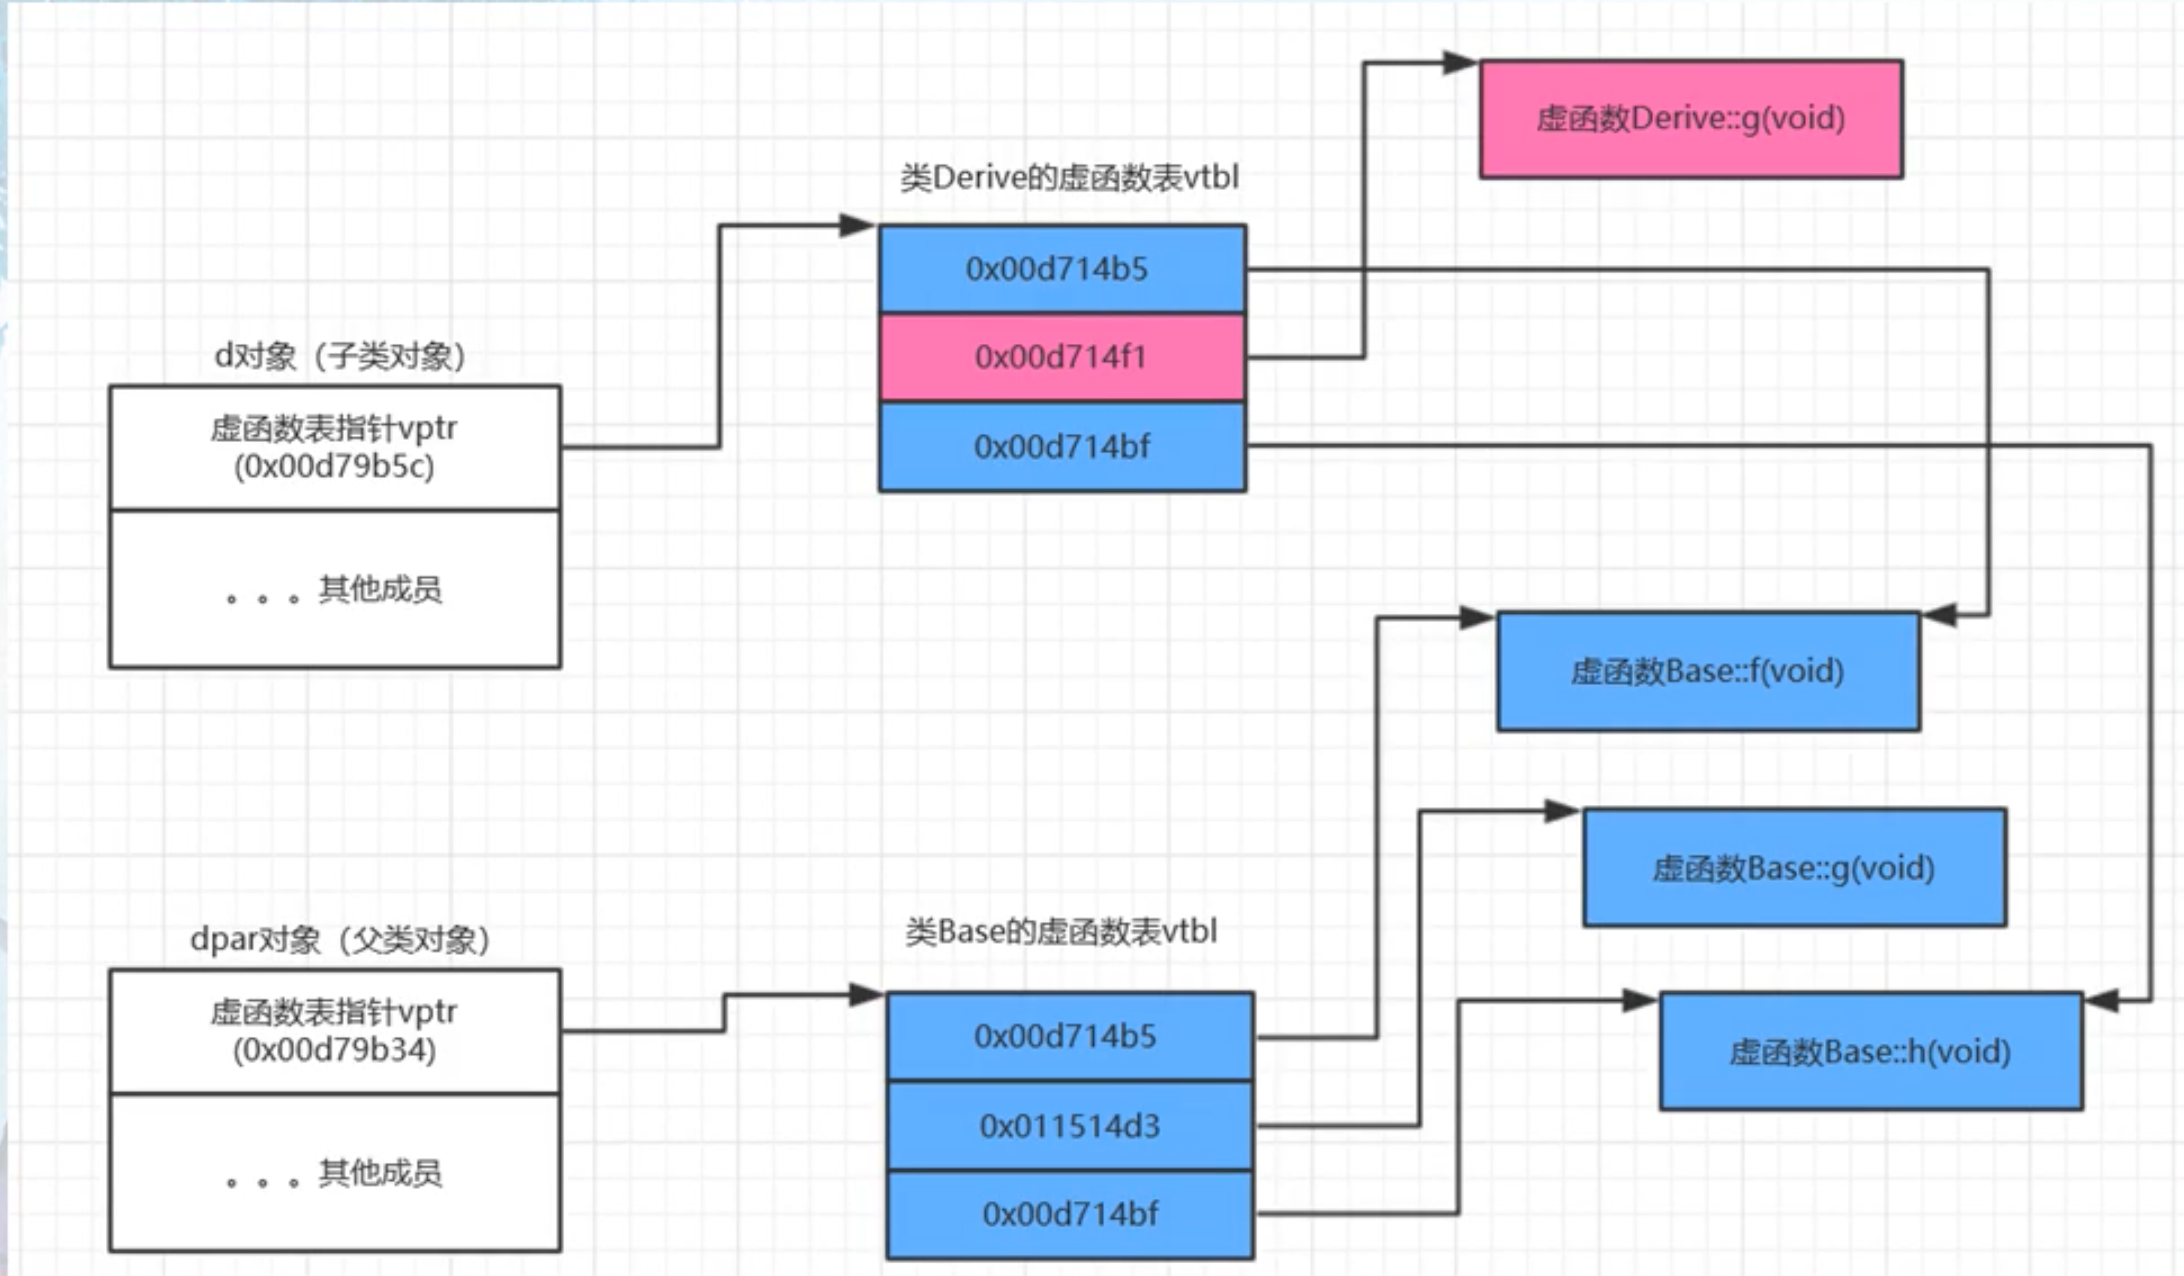 虚函数Derive::g(void)
类Derive的虚函数表vtbl
0x00d714b5
0x00d714f1
0x00d714bf
d对象（子类对象）
虚函数表指针vptr
(0x00d79b5c)
。。。其他成员
虚函数Base::f(void)
虚函数Base::g(void)
虚函数Base::h(void)
dpar对象（父类对象）
虚函数表指针vptr
(0x00d79b34)
。。。其他成员
类Base的虚函数表vtbl
0x00d714b5
0x011514d3
0x00d714bf